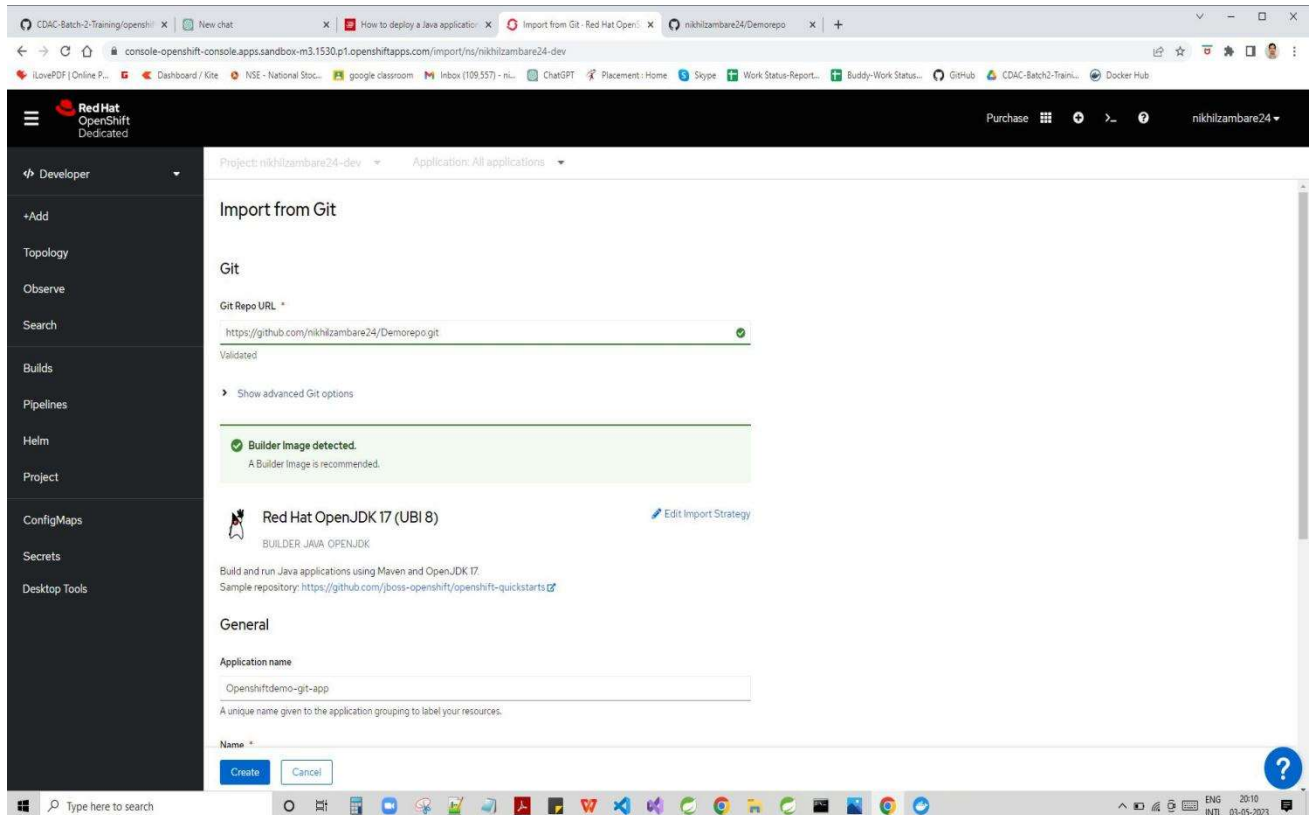 CDAC-Batch-2-Training/openshi
New chat
How to deploy a Java application
Import from Git · Red Hat OpenS
nikhilzambare24/Demorepo
console-openshift-console.apps.sandbox-m3.1530.p1.openshiftapps.com/import/ns/nikhilzambare24-dev
iLovePDF | Online P...
Dashboard / Kite
NSE - National Stoc...
google classroom
Inbox (109,557) - ni...
ChatGPT
Placement : Home
Skype
Work Status-Report...
Buddy-Work Status...
GitHub
CDAC-Batch2-Traini...
Docker Hub
Red Hat
OpenShift
Dedicated
Purchase
nikhilzambare24
Developer
+Add
Topology
Observe
Search
Builds
Pipelines
Helm
Project
ConfigMaps
Secrets
Desktop Tools
Project: nikhilzambare24-dev
Application: All applications
Import from Git
Git
Git Repo URL *
https://github.com/nikhilzambare24/Demorepo.git
Validated
Show advanced Git options
Builder Image detected.
A Builder Image is recommended.
Red Hat OpenJDK 17 (UBI 8)
Edit Import Strategy
BUILDER JAVA OPENJDK
Build and run Java applications using Maven and OpenJDK 17.
Sample repository: https://github.com/jboss-openshift/openshift-quickstarts
General
Application name
Openshiftdemo-git-app
A unique name given to the application grouping to label your resources.
Name *
Create
Cancel
Type here to search
ENG
INTL
20:10
03-05-2023